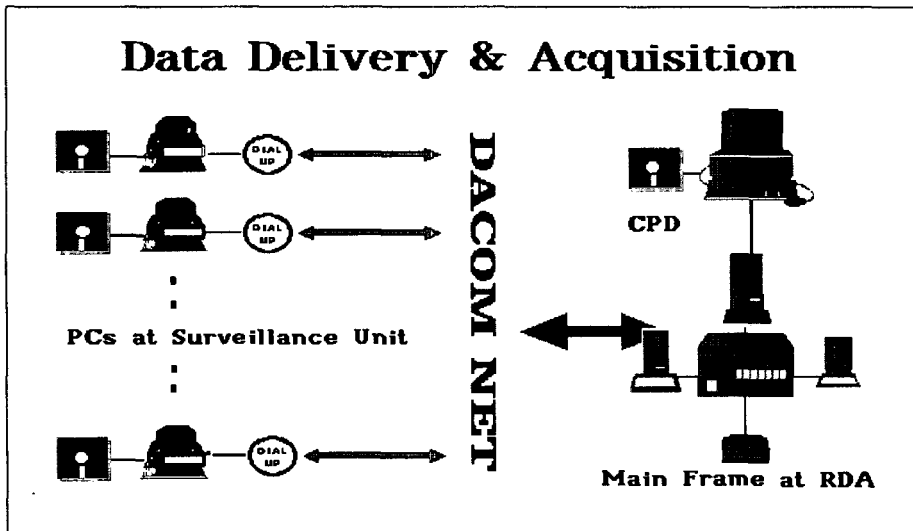 Data Delivery & Acquisition
DIAL
UP
DIAL
UP
PCs at Surveillance Unit
DIAL
UP
DACOM NET
CPD
Main Frame at RDA